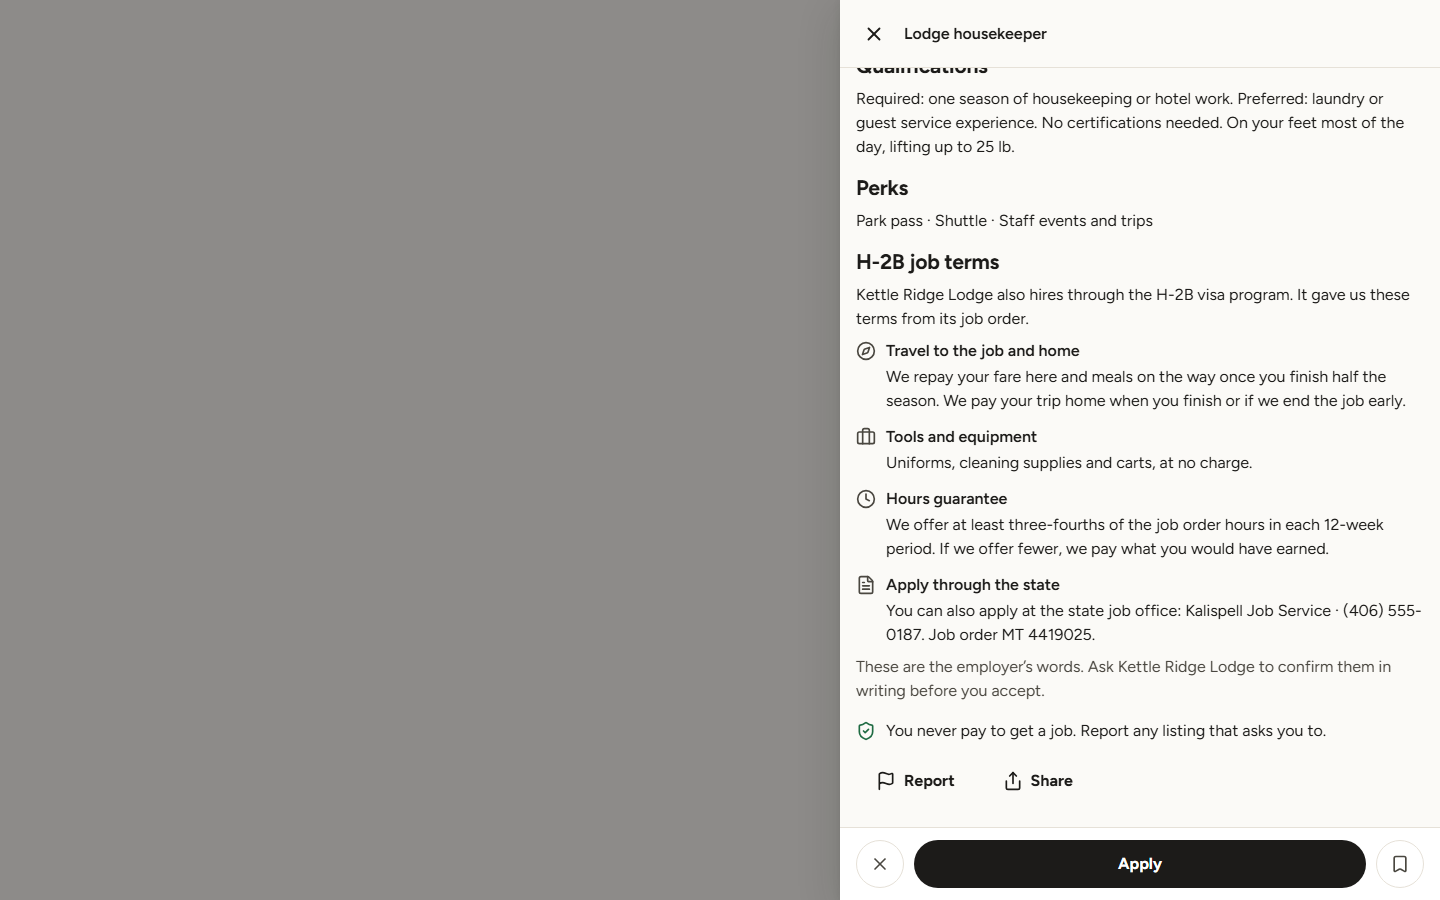 Lodge housekeeper
Qualifications
Required: one season of housekeeping or hotel work. Preferred: laundry or
guest service experience. No certifications needed. On your feet most of the
day, lifting up to 25 lb.
Perks
Park pass · Shuttle · Staff events and trips
H-2B job terms
Kettle Ridge Lodge also hires through the H-2B visa program. It gave us these
terms from its job order.
Travel to the job and home
We repay your fare here and meals on the way once you finish half the
season. We pay your trip home when you finish or if we end the job early.
Tools and equipment
Uniforms, cleaning supplies and carts, at no charge.
Hours guarantee
We offer at least three-fourths of the job order hours in each 12-week
period. If we offer fewer, we pay what you would have earned.
Apply through the state
You can also apply at the state job office: Kalispell Job Service · (406) 555-
0187. Job order MT 4419025.
These are the employer’s words. Ask Kettle Ridge Lodge to confirm them in
writing before you accept.
You never pay to get a job. Report any listing that asks you to.
Report
Share
Apply